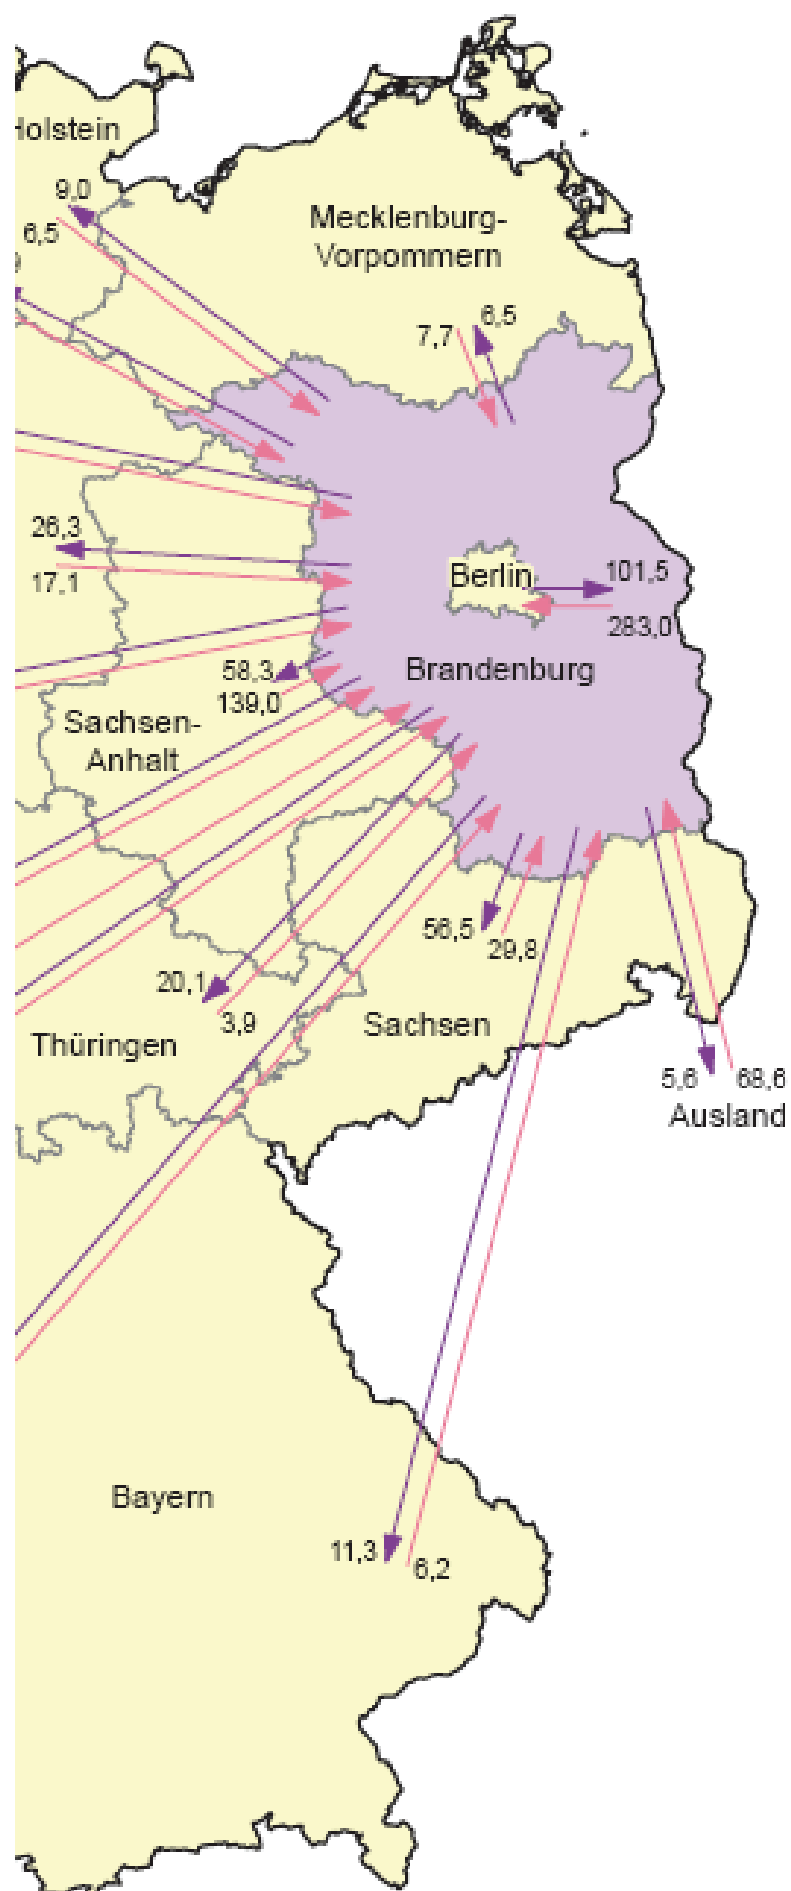 Holstein
9,0
6,5
9
Mecklenburg-
Vorpommern
6,5
7,7
26,3
17,1
Berlin
101,5
283,0
58,3
139,0
Brandenburg
Sachsen-
Anhalt
56,5
29,8
20,1
3,9
Thüringen
Sachsen
5,6
68,6
Ausland
Bayern
11,3
6,2